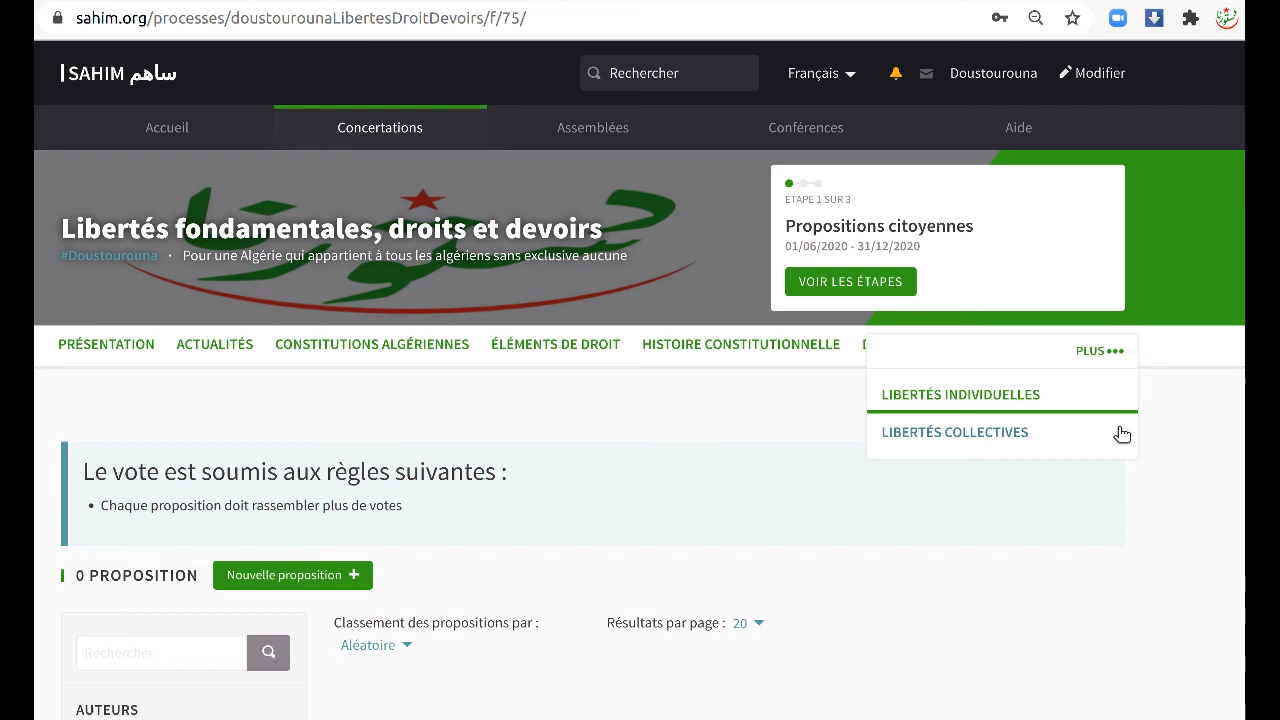 sahim.org/processes/doustourounaLibertesDroitDevoirs/f/75/
SAHIM ساهم
Rechercher
Français
Doustourouna
Modifier
Accueil
Concertations
Assemblées
Conférences
Aide
Libertés fondamentales, droits et devoirs
#Doustourouna · Pour une Algérie qui appartient à tous les algériens sans exclusive aucune
ÉTAPE 1 SUR 3
Propositions citoyennes
01/06/2020 - 31/12/2020
VOIR LES ÉTAPES
PRÉSENTATION
ACTUALITÉS
CONSTITUTIONS ALGÉRIENNES
ÉLÉMENTS DE DROIT
HISTOIRE CONSTITUTIONNELLE
PLUS •••
LIBERTÉS INDIVIDUELLES
LIBERTÉS COLLECTIVES
Le vote est soumis aux règles suivantes :
• Chaque proposition doit rassembler plus de votes
0 PROPOSITION
Nouvelle proposition +
Classement des propositions par :
Aléatoire
Résultats par page : 20
Rechercher
AUTEURS